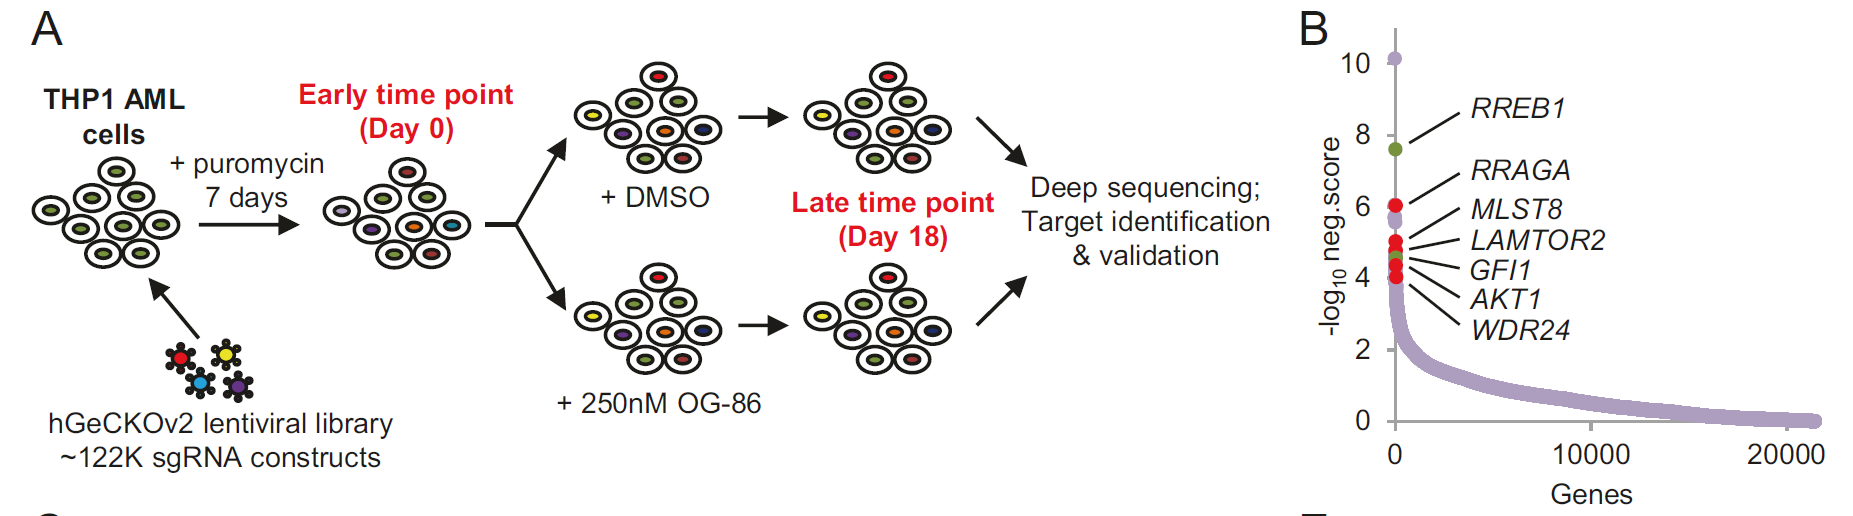 A
THP1 AML
cells
+ puromycin
7 days
Early time point
(Day 0)
+ DMSO
+ 250nM OG-86
Late time point
(Day 18)
Deep sequencing;
Target identification
& validation
hGeCKOv2 lentiviral library
~122K sgRNA constructs
B
-log10 neg.score
10
8
6
4
2
0
RREB1
RRAGA
MLST8
LAMTOR2
GFI1
AKT1
WDR24
0
10000
20000
Genes